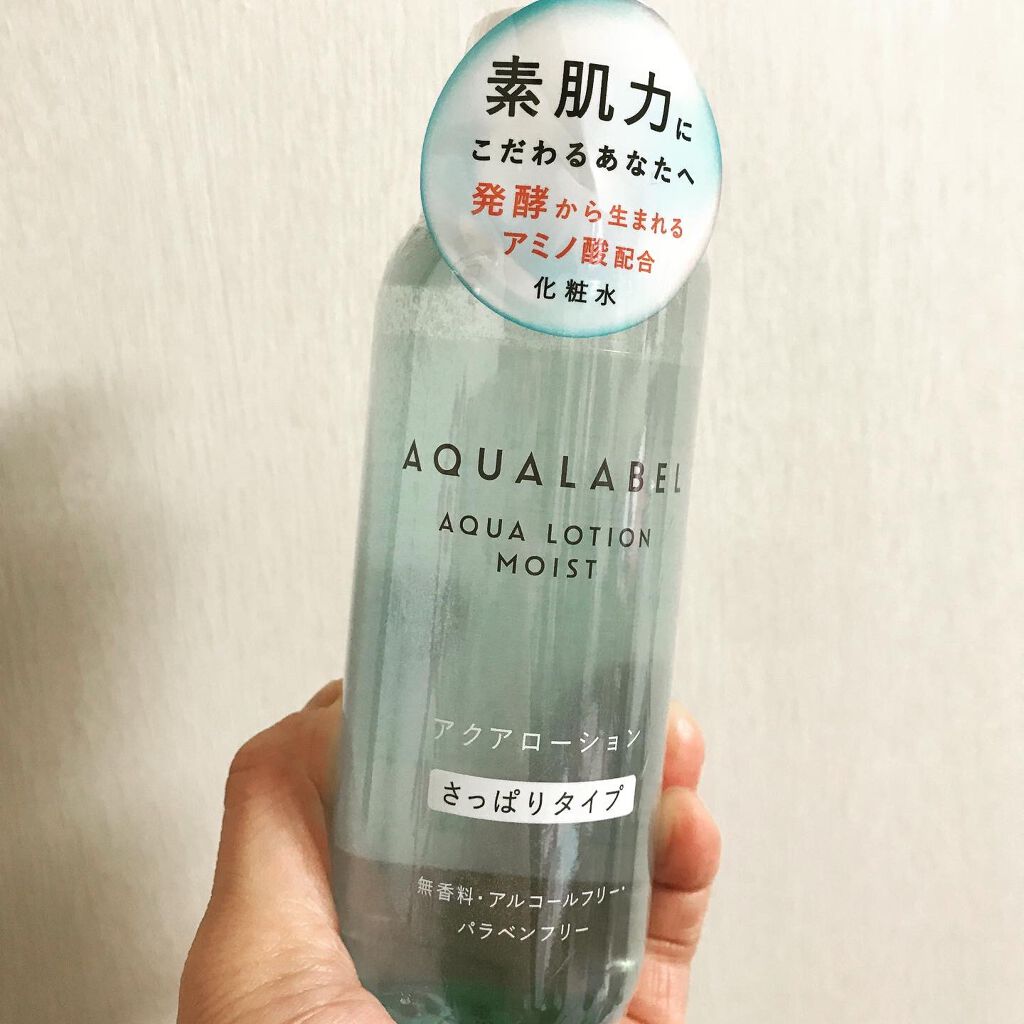 素肌力に
こだわるあなたへ
発酵から生まれる
アミノ酸配合
化粧水
AQUALABEL
AQUA LOTION
MOIST
アクアローション
さっぱりタイプ
無香料・アルコールフリー・
パラベンフリー